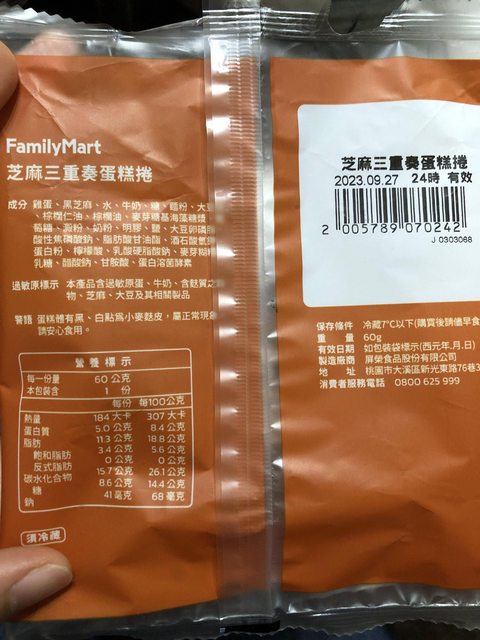 FamilyMart
芝麻三重奏蛋糕捲
成分 雞蛋、黑芝麻、水、牛奶、糖、麵粉、大豆
、棕櫚仁油、棕櫚油、麥芽糖基海藻糖漿
萄糖、澱粉、奶粉、明膠、鹽、大豆卵磷脂
酸性焦磷酸鈉、脂肪酸甘油酯、酒石酸氫鉀
蛋白粉、檸檬酸、乳酸硬脂酸鈉、麥芽糊精
乳糖、醋酸鈉、甘胺酸、蛋白溶菌酵素
過敏原標示 本產品含過敏原蛋、牛奶、含麩質之
物、芝麻、大豆及其相關製品
警語 蛋糕體有黑、白點為小麥麩皮,屬正常現象
請安心食用。
營養標示
每一份量 60 公克
本包裝含 1 份
每份 每100公克
熱量 184 大卡 307 大卡
蛋白質 5.0 公克 8.4 公克
脂肪 11.3 公克 18.8 公克
飽和脂肪 3.4 公克 5.6 公克
反式脂肪 0 公克 0 公克
碳水化合物 15.7 公克 26.1 公克
糖 8.6 公克 14.4 公克
鈉 41 毫克 68 毫克
須冷藏
芝麻三重奏蛋糕捲
2023.09.27 24時 有效
2 005789 070242
J 0303068
保存條件 冷藏7°C以下(購買後請儘早食
重量 60g
有效日期 如包裝袋標示(西元年.月.日)
製造廠商 屏榮食品股份有限公司
地址 桃園市大溪區新光東路76巷3
消費者服務電話 0800 625 999